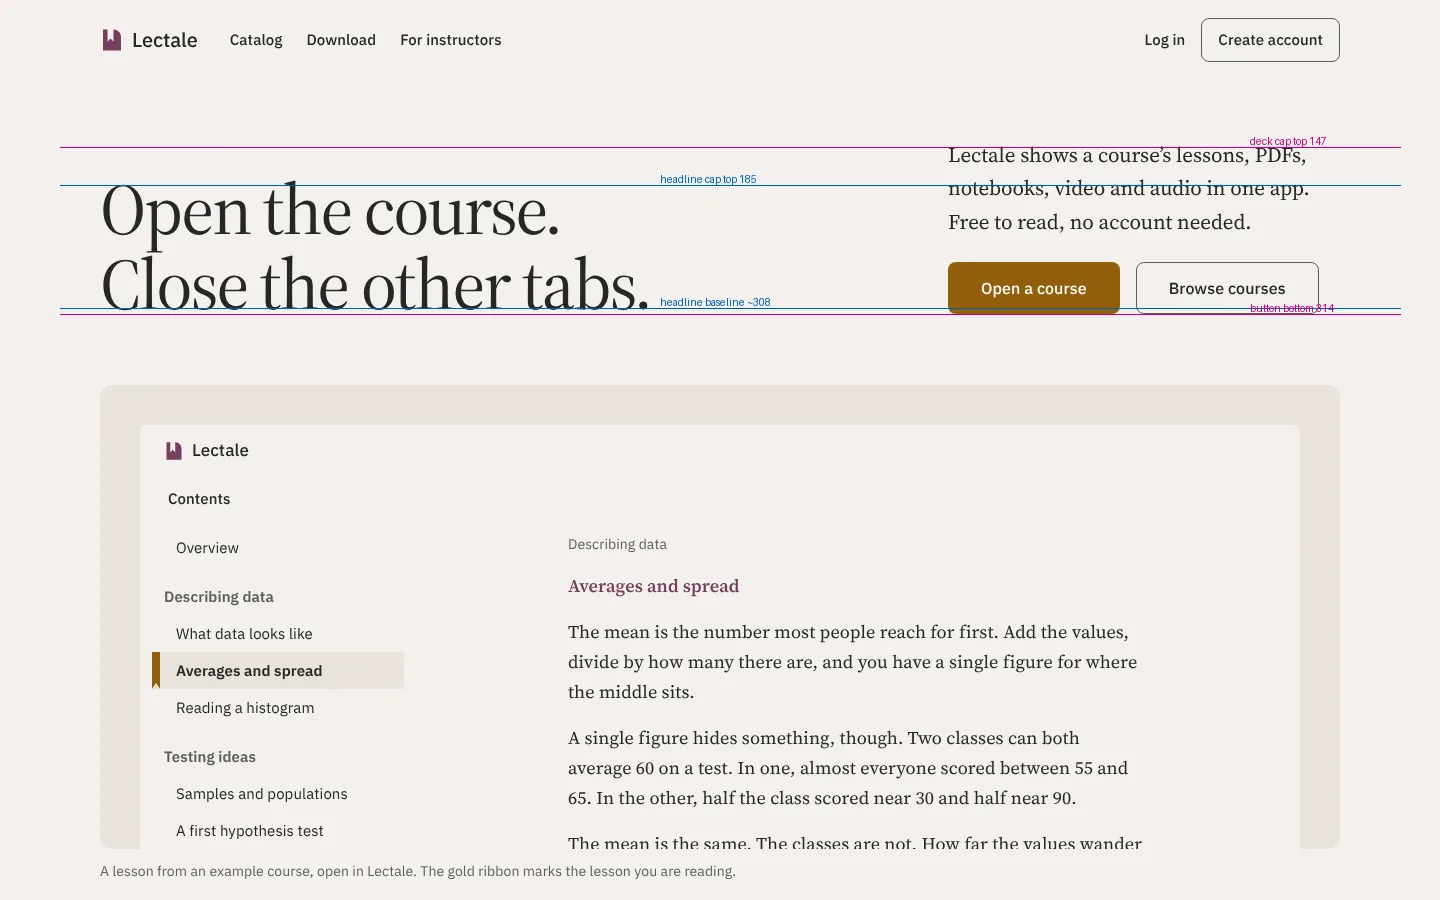 Lectale
Catalog
Download
For instructors
Log in
Create account
deck cap top 147
Lectale shows a course’s lessons, PDFs,
notebooks, video and audio in one app.
Free to read, no account needed.
headline cap top 185
Open the course.
Close the other tabs.
headline baseline ~308
Open a course
Browse courses
button bottom 314
Lectale
Contents
Overview
Describing data
What data looks like
Averages and spread
Reading a histogram
Testing ideas
Samples and populations
A first hypothesis test
Describing data
Averages and spread
The mean is the number most people reach for first. Add the values,
divide by how many there are, and you have a single figure for where
the middle sits.
A single figure hides something, though. Two classes can both
average 60 on a test. In one, almost everyone scored between 55 and
65. In the other, half the class scored near 30 and half near 90.
The mean is the same. The classes are not. How far the values wander
A lesson from an example course, open in Lectale. The gold ribbon marks the lesson you are reading.